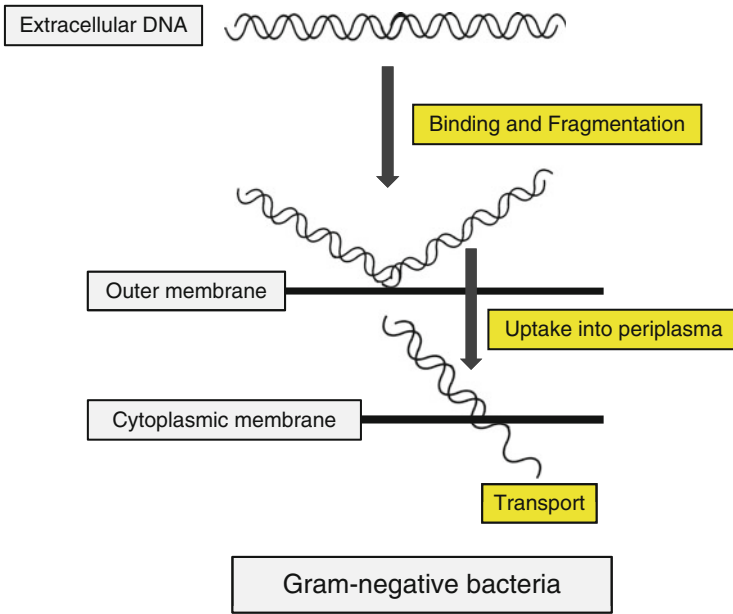 Extracellular DNA
Binding and Fragmentation
Outer membrane
Uptake into periplasma
Cytoplasmic membrane
Transport
Gram-negative bacteria